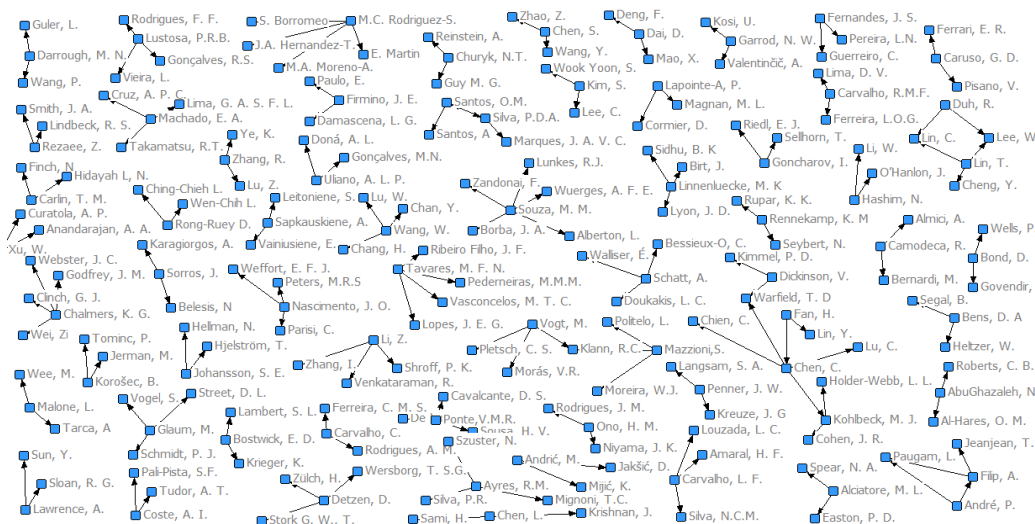 Guler, L.
Darrough, M. N.
Wang, P.
Rodrigues, F. F.
Lustosa, P.R.B.
Gonçalves, R.S.
Vieira, L.
S. Borromeo
M.C. Rodriguez-S.
J.A. Hernandez-T.
E. Martin
M.A. Moreno-A.
Reinstein, A.
Churyk, N.T.
Guy M. G.
Zhao, Z.
Chen, S.
Wang, Y.
Deng, F.
Dai, D.
Mao, X.
Kosi, U.
Garrod, N. W.
Valentinčič, A.
Fernandes, J. S.
Pereira, L.N.
Guerreiro, C.
Ferran, E. R.
Caruso, G. D.
Pisano, V.
Smith, J. A.
Lindbeck, R. S.
Rezaee, Z.
Cruz, A. P. C.
Lima, G. A. S. F. L.
Machado, E. A.
Takamatsu, R.T.
Paulo, E.
Firmino, J. E.
Damascena, L. G.
Wook Yoon, S.
Kim, S.
Lee, C.
Lapointe-A, P.
Magnan, M. L.
Cormier, D.
Lima, D. V.
Carvalho, R.M.F.
Ferreira, L.O.G.
Duh, R.
Lin, C.
Lee, W
Lin, T.
Cheng, Y.
Santos, O.M.
Silva, P.D.A.
Santos, A
Marques, J. A. V. C.
Ye, K.
Zhang, R.
Lu, Z.
Doná, A. L.
Gonçalves, M.N.
Uliano, A. L. P.
Riedl, E. J.
Sellhorn, T.
Goncharov, I.
Li, W.
O'Hanlon, J.
Hashim, N.
Finch, N.
Hidayah L, N.
Carlin, T. M.
Ching-Chieh L.
Wen-Chih L.
Rong-Ruey D.
Leitoniene, S.
Sapkauskiene, A.
Vainiusiene, E.
Lu, W.
Chan, Y.
Wang, W.
Chang, H.
Lunkes, R.J.
Zandonai, F.
Wuerges, A. F. E.
Souza, M. M.
Borba, J. A.
Alberton, L.
Sidhu, B. K
Birt, J.
Linnenluecke, M. K
Lyon, J. D.
Rupar, K. K.
Rennekamp, K. M
Seybert, N.
Almici, A.
Camodeca, R.
Bernardi, M.
Wells, P
Bond, D.
Govendir,
Curatola, A. P.
Anandarajan, A. A.
Xu, W.
Webster, J. C.
Godfrey, J. M.
Clinch, G. J.
Chalmers, K. G.
Wei, Zi
Karagiorgos, A.
Sorros, J.
Belesis, N
Weffort, E. F. J.
Peters, M.R.S
Nascimento, J. O.
Parisi, C.
Ribeiro Filho, J. F.
Tavares, M. F. N.
Pederneiras, M.M.M.
Vasconcelos, M. T. C.
Lopes, J. E. G.
Bessieux-O, C.
Walliser, É.
Schatt, A.
Doukakis, L. C.
Kimmel, P. D.
Dickinson, V.
Warfield, T. D
Segal, B.
Bens, D. A
Heltzer, W.
Tominc, P.
Jerman, M.
Korošec, B.
Hellman, N.
Hjelström, T.
Johansson, S. E.
Li, Z.
Zhang, I.
Shroff, P. K.
Venkataraman, R.
Vogt, M.
Pletsch, C. S.
Klann, R.C.
Morás, V.R.
Politelo, L.
Mazzioni,S.
Moreira, W.J.
Chien, C.
Fan, H.
Lin, Y.
Lu, C.
Chen, C.
Holder-Webb, L. L.
Kohlbeck, M. J.
Cohen, J. R.
Roberts, C. B.
AbuGhazaleh, N
Al-Hares, O. M.
Wee, M.
Malone, L.
Tarca, A
Vogel, S.
Street, D. L.
Glaum, M.
Schmidt, P. J.
Lambert, S. L.
Bostwick, E. D.
Krieger, K.
Ferreira, C. M. S.
Carvalho, C.
Rodrigues, A. M.
Cavalcante, D. S.
De
Ponte,V.M.R.
Sousa, H. V.
Rodrigues, J. M.
Ono, H. M.
Niyama, J. K.
Langsam, S. A.
Penner, J. W.
Kreuze, J. G
Louzada, L. C.
Amaral, H. F.
Carvalho, L. F.
Silva, N.C.M.
Sun, Y.
Sloan, R. G.
Lawrence, A.
Pali-Pista, S.F.
Tudor, A. T.
Coste, A. I.
Wersborg, T. S.G.
Zülch, H.
Detzen, D.
Stork G. W., T.
Szuster, N.
Ayres, R.M.
Silva, P.R.
Mignoni, T.C.
Andrić, M.
Jakšić, D.
Mijić, K.
Sami, H.
Chen, L.
Krishnan, J.
Spear, N. A.
Alciatore, M. L.
Easton, P. D.
Paugam, L.
Jeanjean, T.
Filip, A.
André, P.